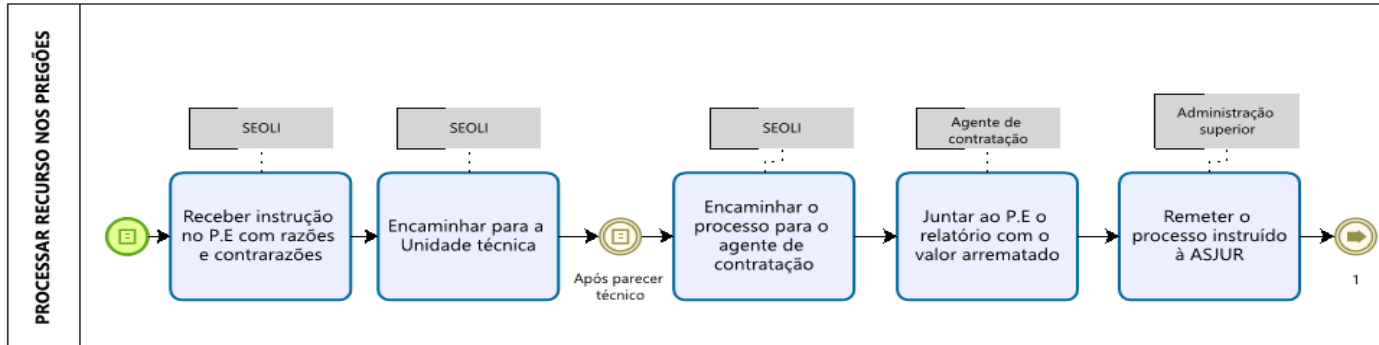 PROCESSAR RECURSO NOS PREGÕES
SEOLI
Receber instrução
no P.E com razões
e contrarazões
SEOLI
Encaminhar para a
Unidade técnica
Após parecer
técnico
SEOLI
Encaminhar o
processo para o
agente de
contratação
Agente de
contratação
Juntar ao P.E o
relatório com o
valor arrematado
Administração
superior
Remeter o
processo instruído
à ASJUR
1